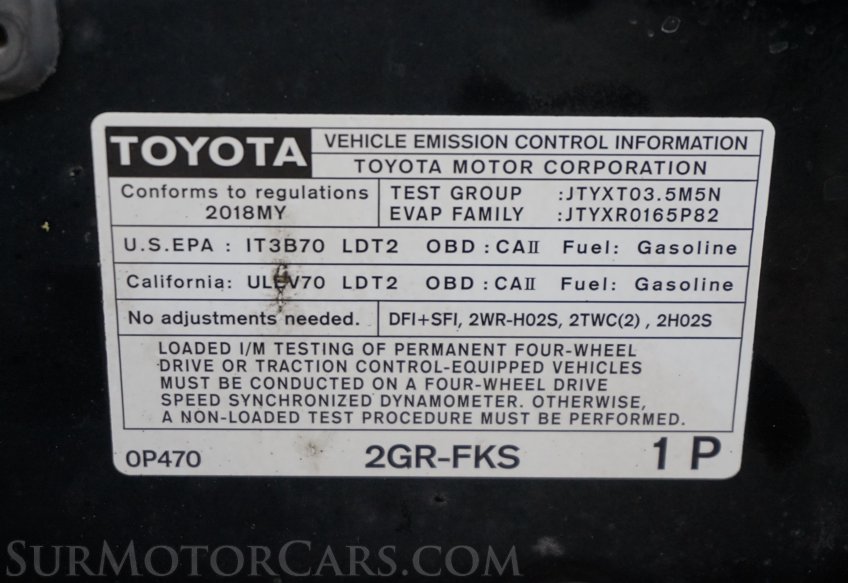 TOYOTA
VEHICLE EMISSION CONTROL INFORMATION
TOYOTA MOTOR CORPORATION
Conforms to regulations
2018MY
TEST GROUP :JTYXT03.5M5N
EVAP FAMILY :JTYXR0165P82
U.S.EPA : IT3B70 LDT2 OBD : CAII Fuel: Gasoline
California: ULEV70 LDT2 OBD : CAII Fuel: Gasoline
No adjustments needed.
DFI+SFI, 2WR-HO2S, 2TWC(2) , 2HO2S
LOADED I/M TESTING OF PERMANENT FOUR-WHEEL
DRIVE OR TRACTION CONTROL-EQUIPPED VEHICLES
MUST BE CONDUCTED ON A FOUR-WHEEL DRIVE
SPEED SYNCHRONIZED DYNAMOMETER. OTHERWISE,
A NON-LOADED TEST PROCEDURE MUST BE PERFORMED.
0P470 2GR-FKS 1 P
SURMOTORCARS.COM